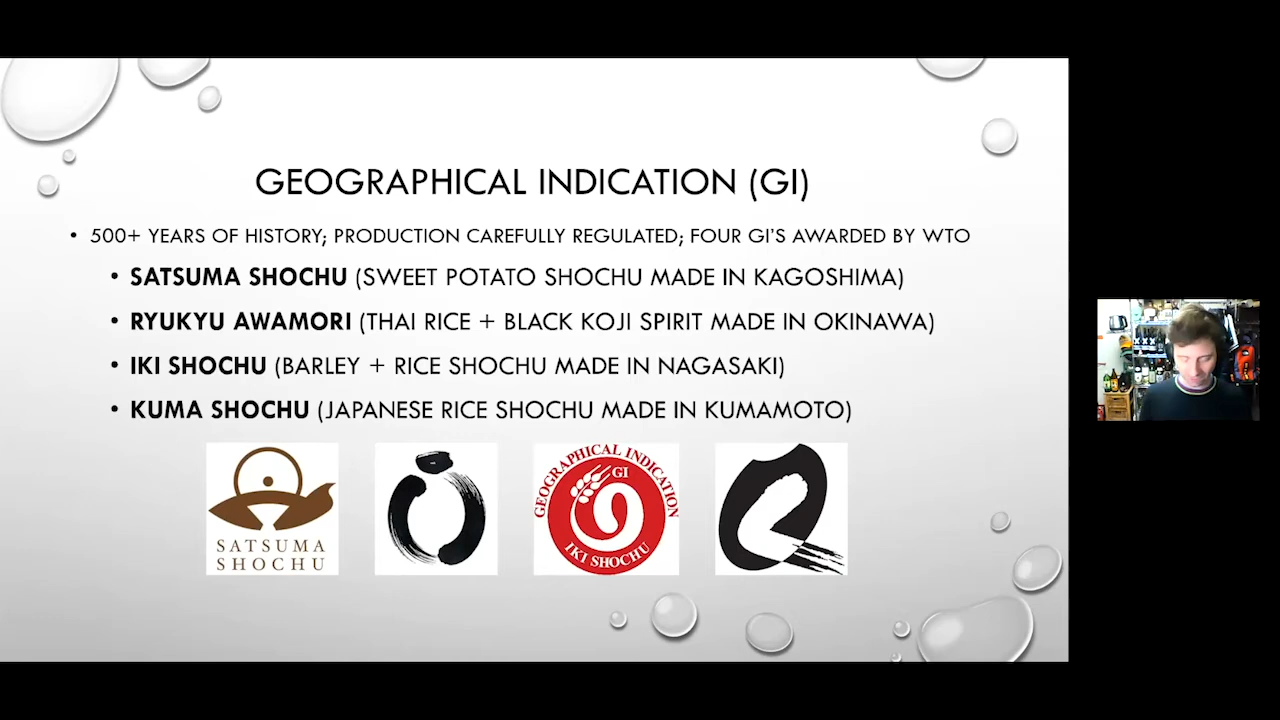 GEOGRAPHICAL INDICATION (GI)
• 500+ YEARS OF HISTORY; PRODUCTION CAREFULLY REGULATED; FOUR GI'S AWARDED BY WTO
• SATSUMA SHOCHU (SWEET POTATO SHOCHU MADE IN KAGOSHIMA)
• RYUKYU AWAMORI (THAI RICE + BLACK KOJI SPIRIT MADE IN OKINAWA)
• IKI SHOCHU (BARLEY + RICE SHOCHU MADE IN NAGASAKI)
• KUMA SHOCHU (JAPANESE RICE SHOCHU MADE IN KUMAMOTO)
SATSUMA
SHOCHU
GEOGRAPHICAL INDICATION
GI
IKI SHOCHU